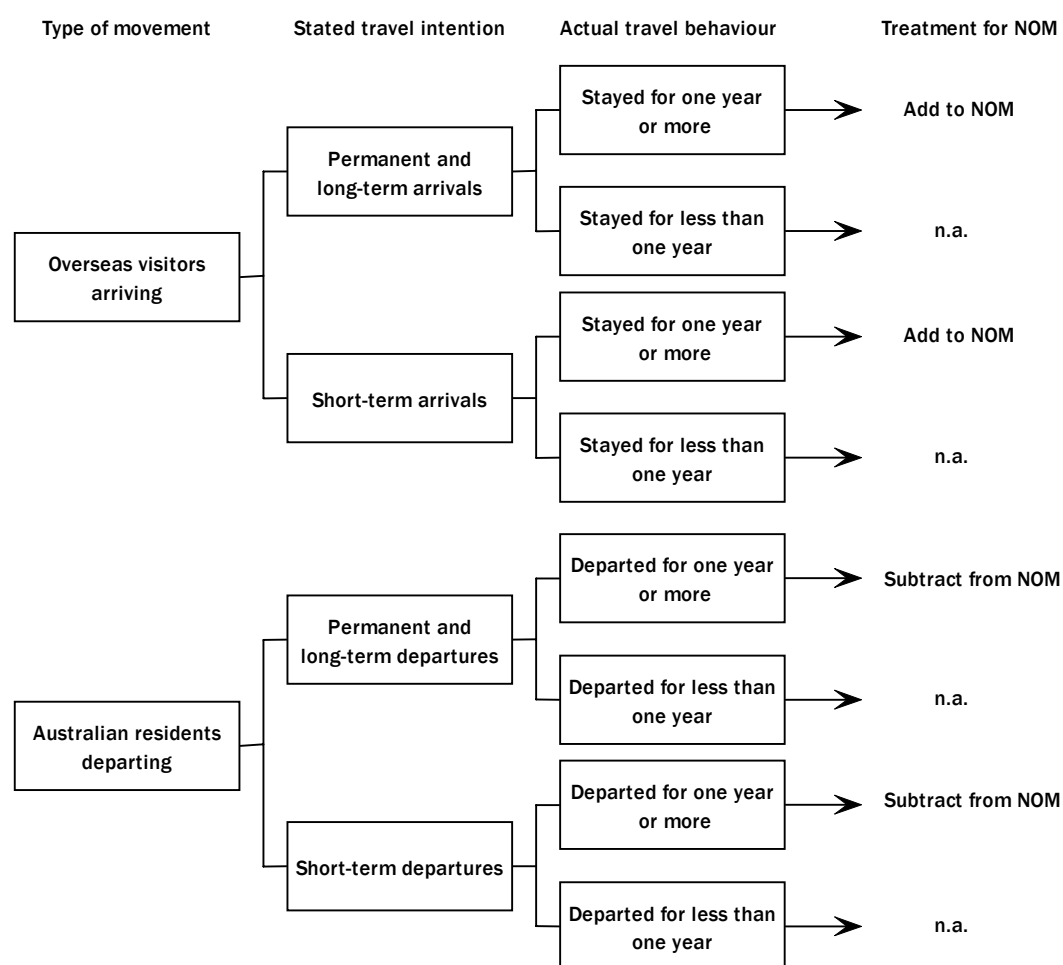 Type of movement
Stated travel intention
Actual travel behaviour
Treatment for NOM
Stayed for one year
or more
Add to NOM
Permanent and
long-term arrivals
Stayed for less than
one year
n.a.
Overseas visitors
arriving
Stayed for one year
or more
Add to NOM
Short-term arrivals
Stayed for less than
one year
n.a.
Departed for one year
or more
Subtract from NOM
Permanent and
long-term departures
Departed for less than
one year
n.a.
Australian residents
departing
Departed for one year
or more
Subtract from NOM
Short-term departures
Departed for less than
one year
n.a.